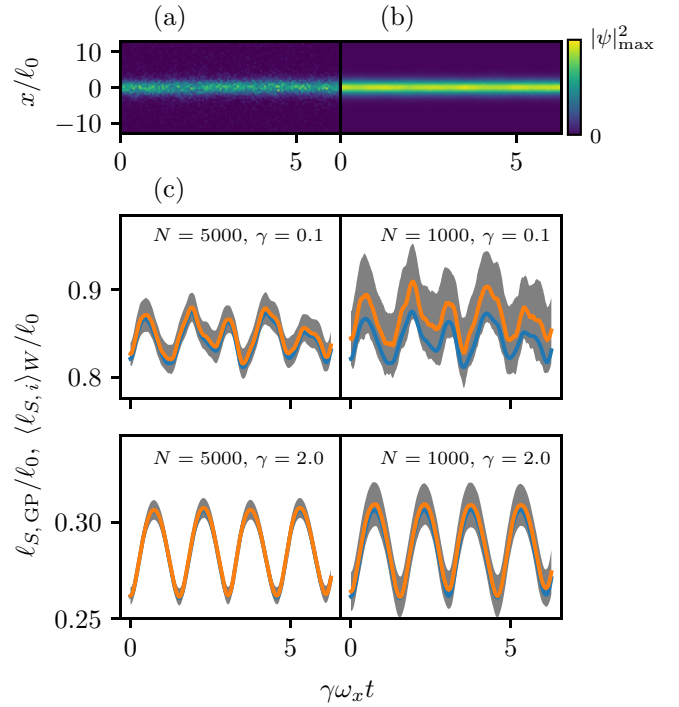 (a)
(b)
10
0
−10
x/ℓ₀
0
5
0
5
|ψ|²max
0
(c)
N = 5000, γ = 0.1
N = 1000, γ = 0.1
0.9
0.8
5
5
N = 5000, γ = 2.0
N = 1000, γ = 2.0
0.30
0.25
0
5
0
5
ℓS,GP/ℓ₀, ⟨ℓS,i⟩W/ℓ₀
γωₓt